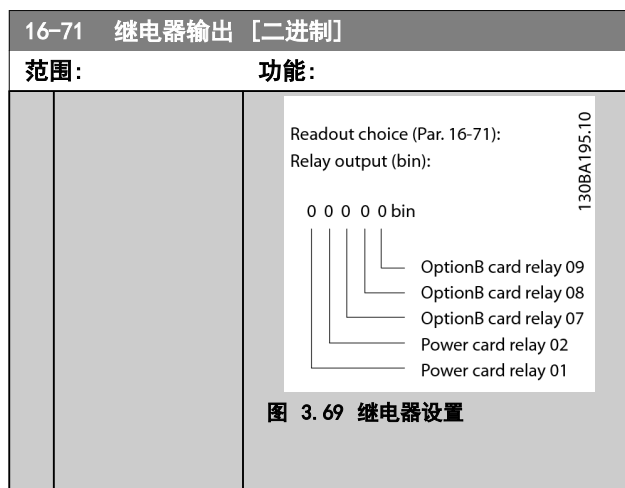 16-71 继电器输出 [二进制]
范围: 功能:
Readout choice (Par. 16-71):
Relay output (bin):
130BA195.10
0 0 0 0 0 bin
OptionB card relay 09
OptionB card relay 08
OptionB card relay 07
Power card relay 02
Power card relay 01
图 3.69 继电器设置